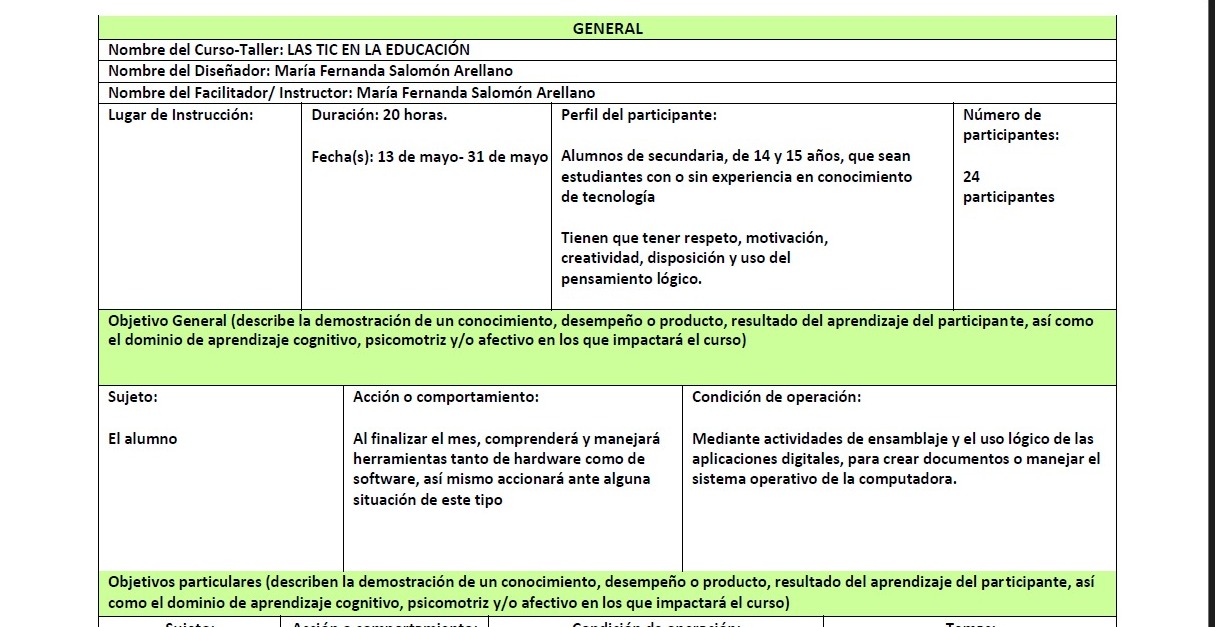 GENERAL
Nombre del Curso-Taller: LAS TIC EN LA EDUCACIÓN
Nombre del Diseñador: María Fernanda Salomón Arellano
Nombre del Facilitador/ Instructor: María Fernanda Salomón Arellano
Lugar de Instrucción:
Duración: 20 horas.
Fecha(s): 13 de mayo- 31 de mayo
Perfil del participante:
Alumnos de secundaria, de 14 y 15 años, que sean
estudiantes con o sin experiencia en conocimiento
de tecnología
Tienen que tener respeto, motivación,
creatividad, disposición y uso del
pensamiento lógico.
Número de
participantes:
24
participantes
Objetivo General (describe la demostración de un conocimiento, desempeño o producto, resultado del aprendizaje del participante, así como
el dominio de aprendizaje cognitivo, psicomotriz y/o afectivo en los que impactará el curso)
Sujeto:
El alumno
Acción o comportamiento:
Al finalizar el mes, comprenderá y manejará
herramientas tanto de hardware como de
software, así mismo accionará ante alguna
situación de este tipo
Condición de operación:
Mediante actividades de ensamblaje y el uso lógico de las
aplicaciones digitales, para crear documentos o manejar el
sistema operativo de la computadora.
Objetivos particulares (describen la demostración de un conocimiento, desempeño o producto, resultado del aprendizaje del participante, así
como el dominio de aprendizaje cognitivo, psicomotriz y/o afectivo en los que impactará el curso)
Sujeto:
Acción o comportamiento:
Condición de operación: